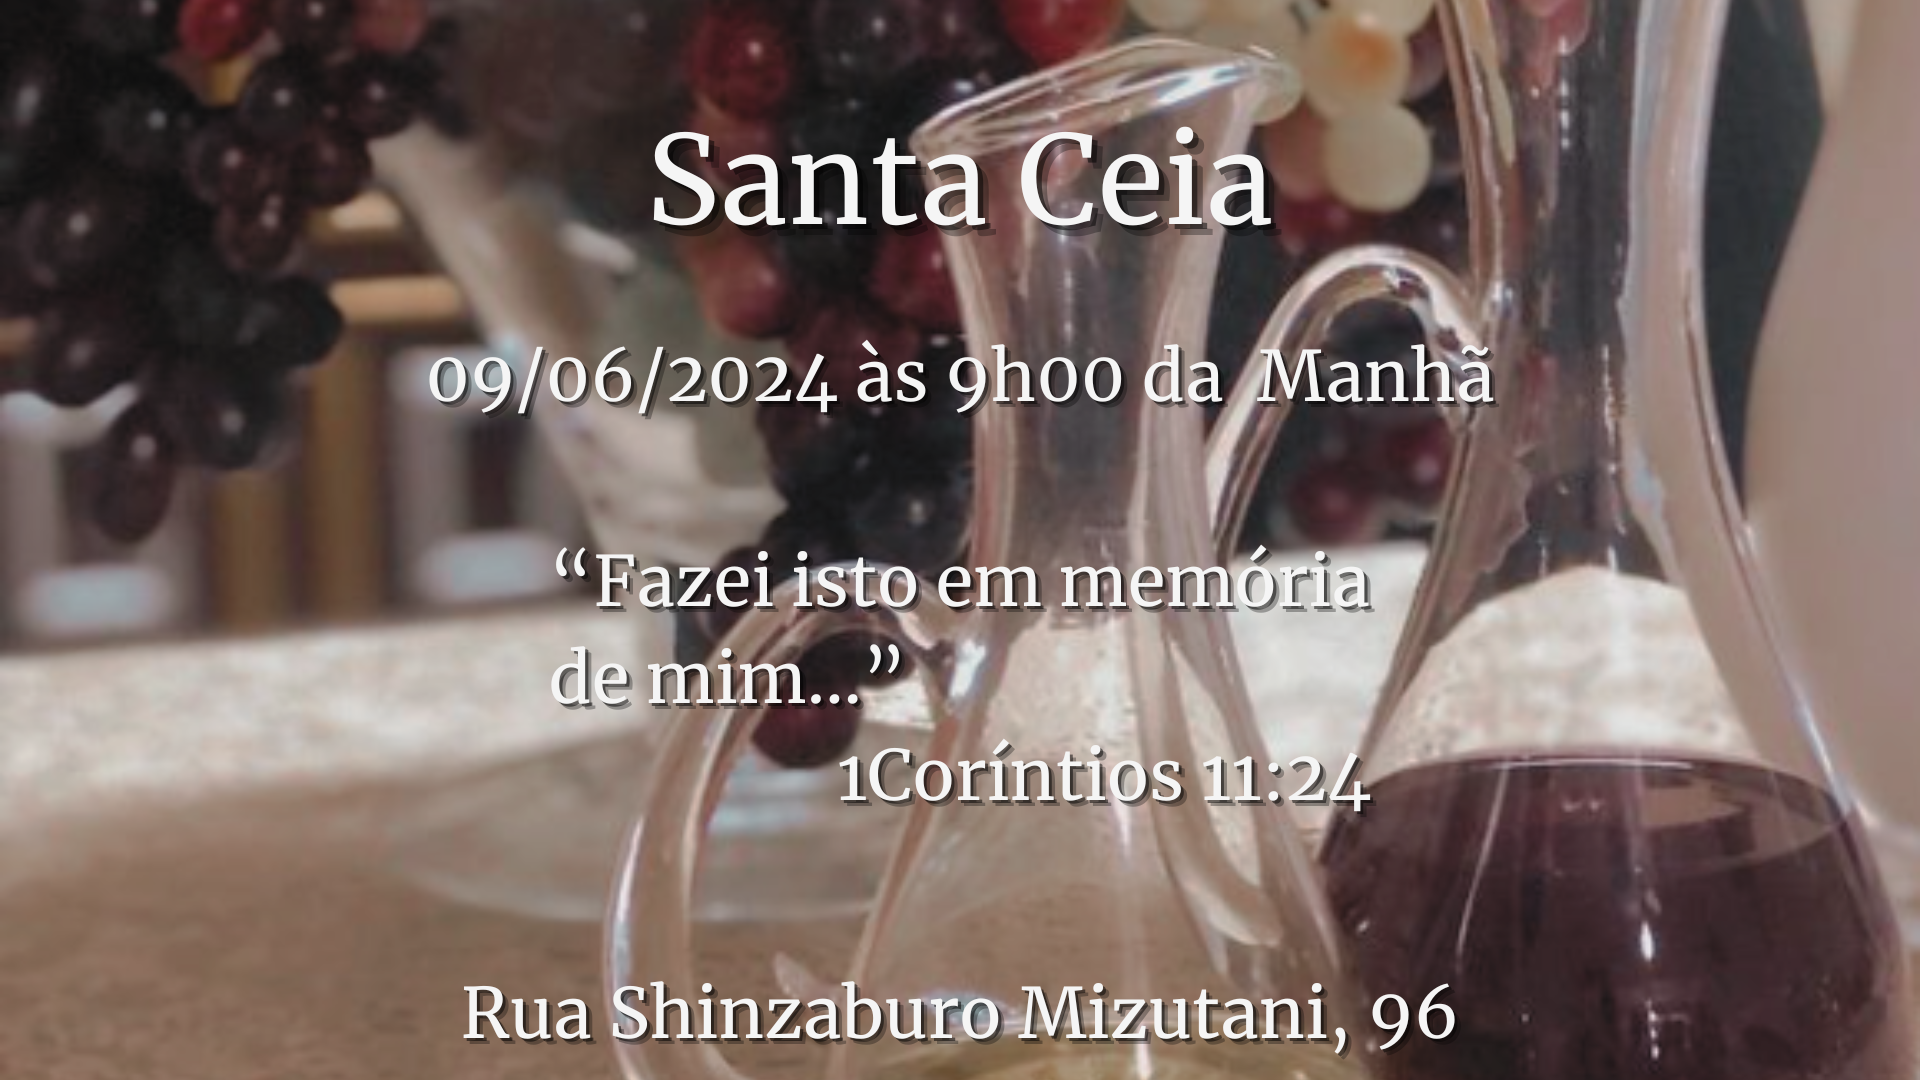 Santa Ceia
09/06/2024 às 9h00 da  Manhã
“Fazei isto em memória
de mim...”
1Coríntios 11:24
Rua Shinzaburo Mizutani, 96